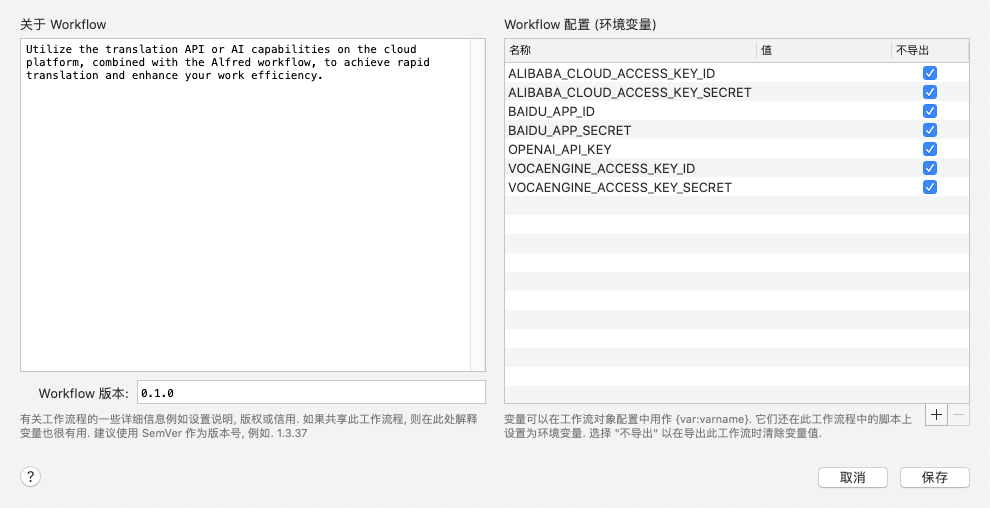 关于 Workflow
Utilize the translation API or AI capabilities on the cloud
platform, combined with the Alfred workflow, to achieve rapid
translation and enhance your work efficiency.
Workflow 版本: 0.1.0
有关工作流程的一些详细信息例如设置说明, 版权或信用. 如果共享此工作流程, 则在此处解释
变量也很有用. 建议使用 SemVer 作为版本号, 例如. 1.3.37
Workflow 配置 (环境变量)
名称 值 不导出
ALIBABA_CLOUD_ACCESS_KEY_ID
ALIBABA_CLOUD_ACCESS_KEY_SECRET
BAIDU_APP_ID
BAIDU_APP_SECRET
OPENAI_API_KEY
VOCAENGINE_ACCESS_KEY_ID
VOCAENGINE_ACCESS_KEY_SECRET
变量可以在工作流对象配置中用作 {var:varname}. 它们还在此工作流程中的脚本上
设置为环境变量. 选择 "不导出" 以在导出此工作流时清除变量值.
+ −
? 取消 保存